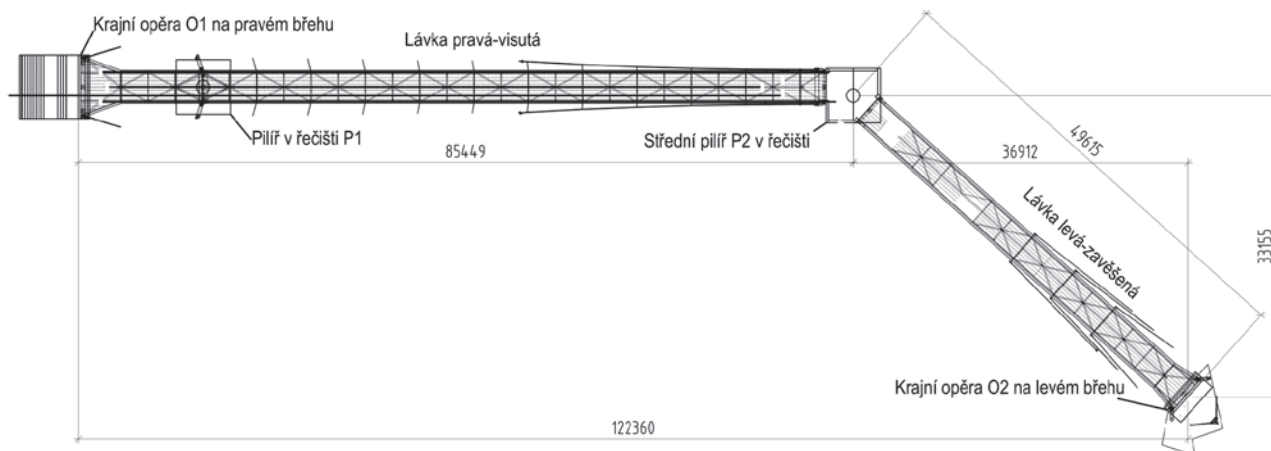 Krajní opěra O1 na pravém břehu
Lávka pravá-visutá
Pilíř v řečišti P1
Střední pilíř P2 v řečišti
85449
36912
49615
Lávka levá-zavěšená
33155
Krajní opěra O2 na levém břehu
122360